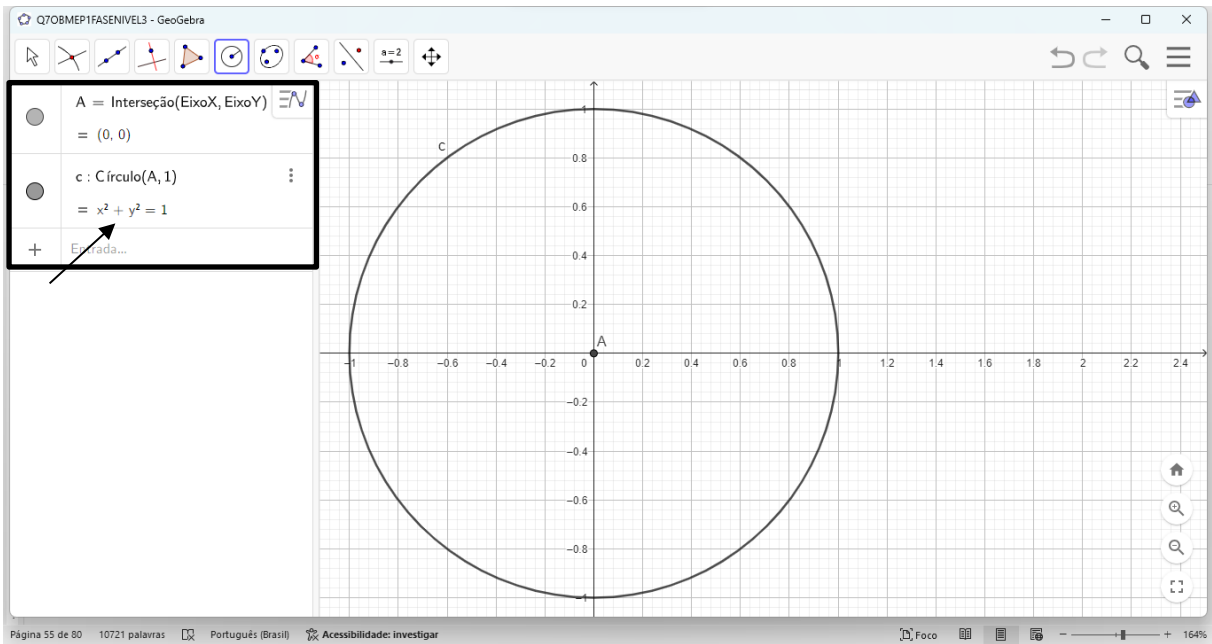 Q7OBMEP1FASENIVEL3 - GeoGebra
a = 2
A = Interseção(EixoX, EixoY)
= (0, 0)
c : Círculo(A, 1)
= x² + y² = 1
+ Entrada...
c
A
1
0.8
0.6
0.4
0.2
−1 −0.8 −0.6 −0.4 −0.2 0 0.2 0.4 0.6 0.8 1 1.2 1.4 1.6 1.8 2 2.2 2.4
−0.2
−0.4
−0.6
−0.8
−1
Página 55 de 80 10721 palavras Português (Brasil) Acessibilidade: investigar Foco − + 164%